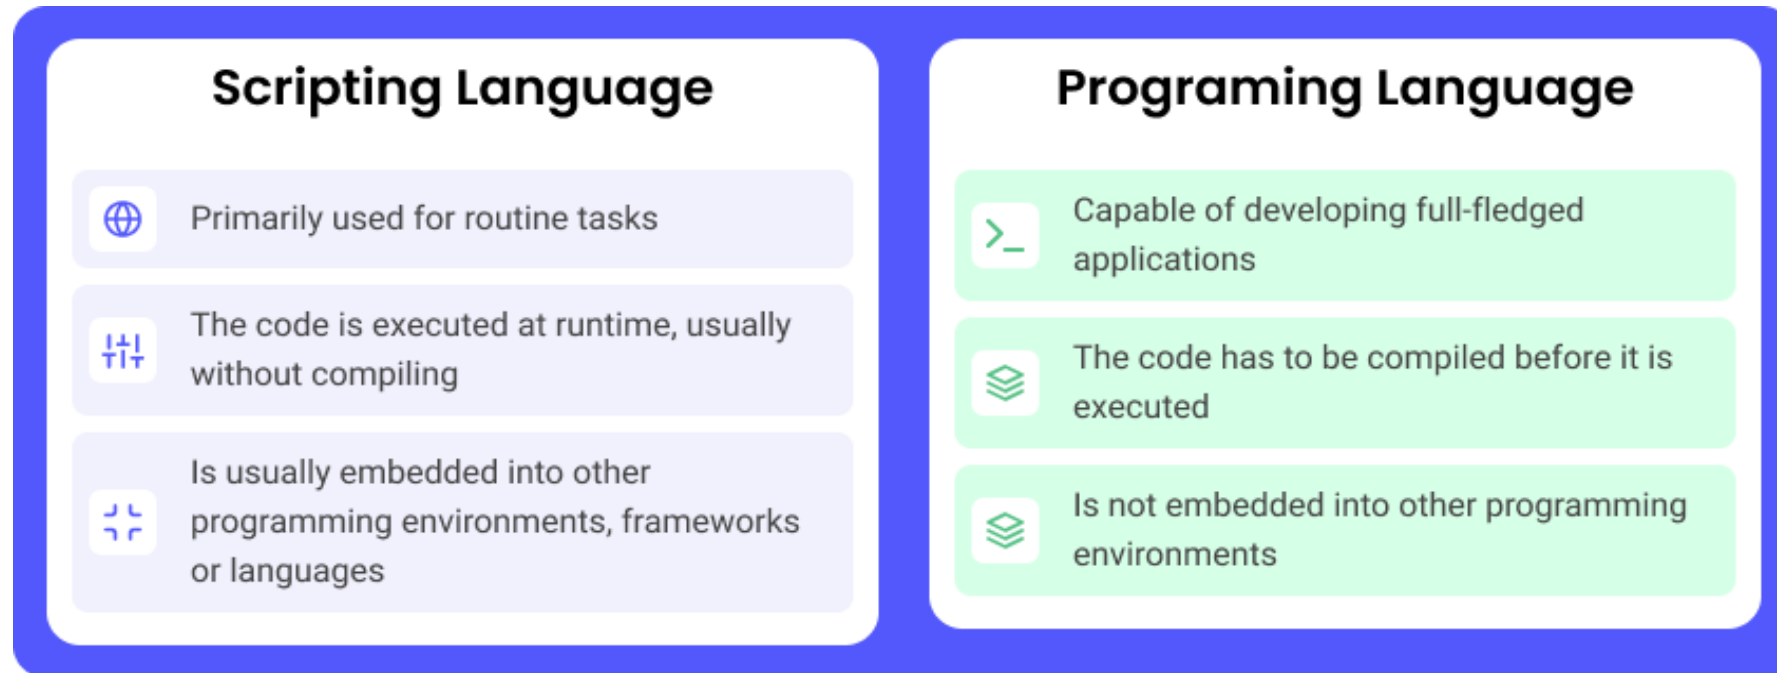 Scripting Language
Primarily used for routine tasks
The code is executed at runtime, usually
without compiling
Is usually embedded into other
programming environments, frameworks
or languages
Programing Language
Capable of developing full-fledged
applications
The code has to be compiled before it is
executed
Is not embedded into other programming
environments